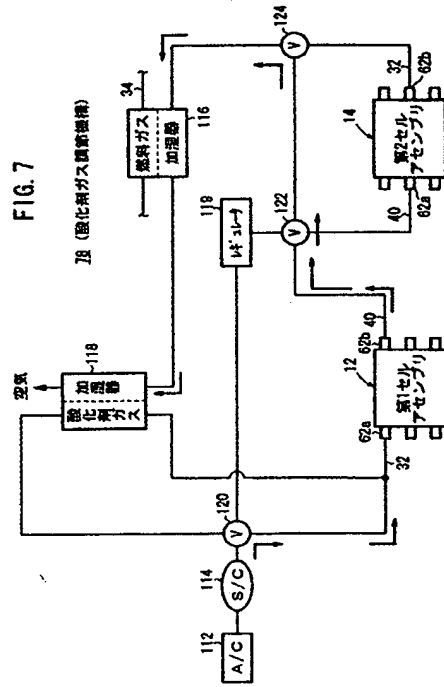 FIG. 7
78 (酸化剤ガス調節機構)
空気
118
酸化剤ガス
加湿器
燃料ガス
加湿器
34
116
124
V
120
V
119
レギュレータ
122
V
114
S/C
112
A/C
32
62a
12
第1セル
アセンブリ
62b
40
40
62a
14
第2セル
アセンブリ
62b
32